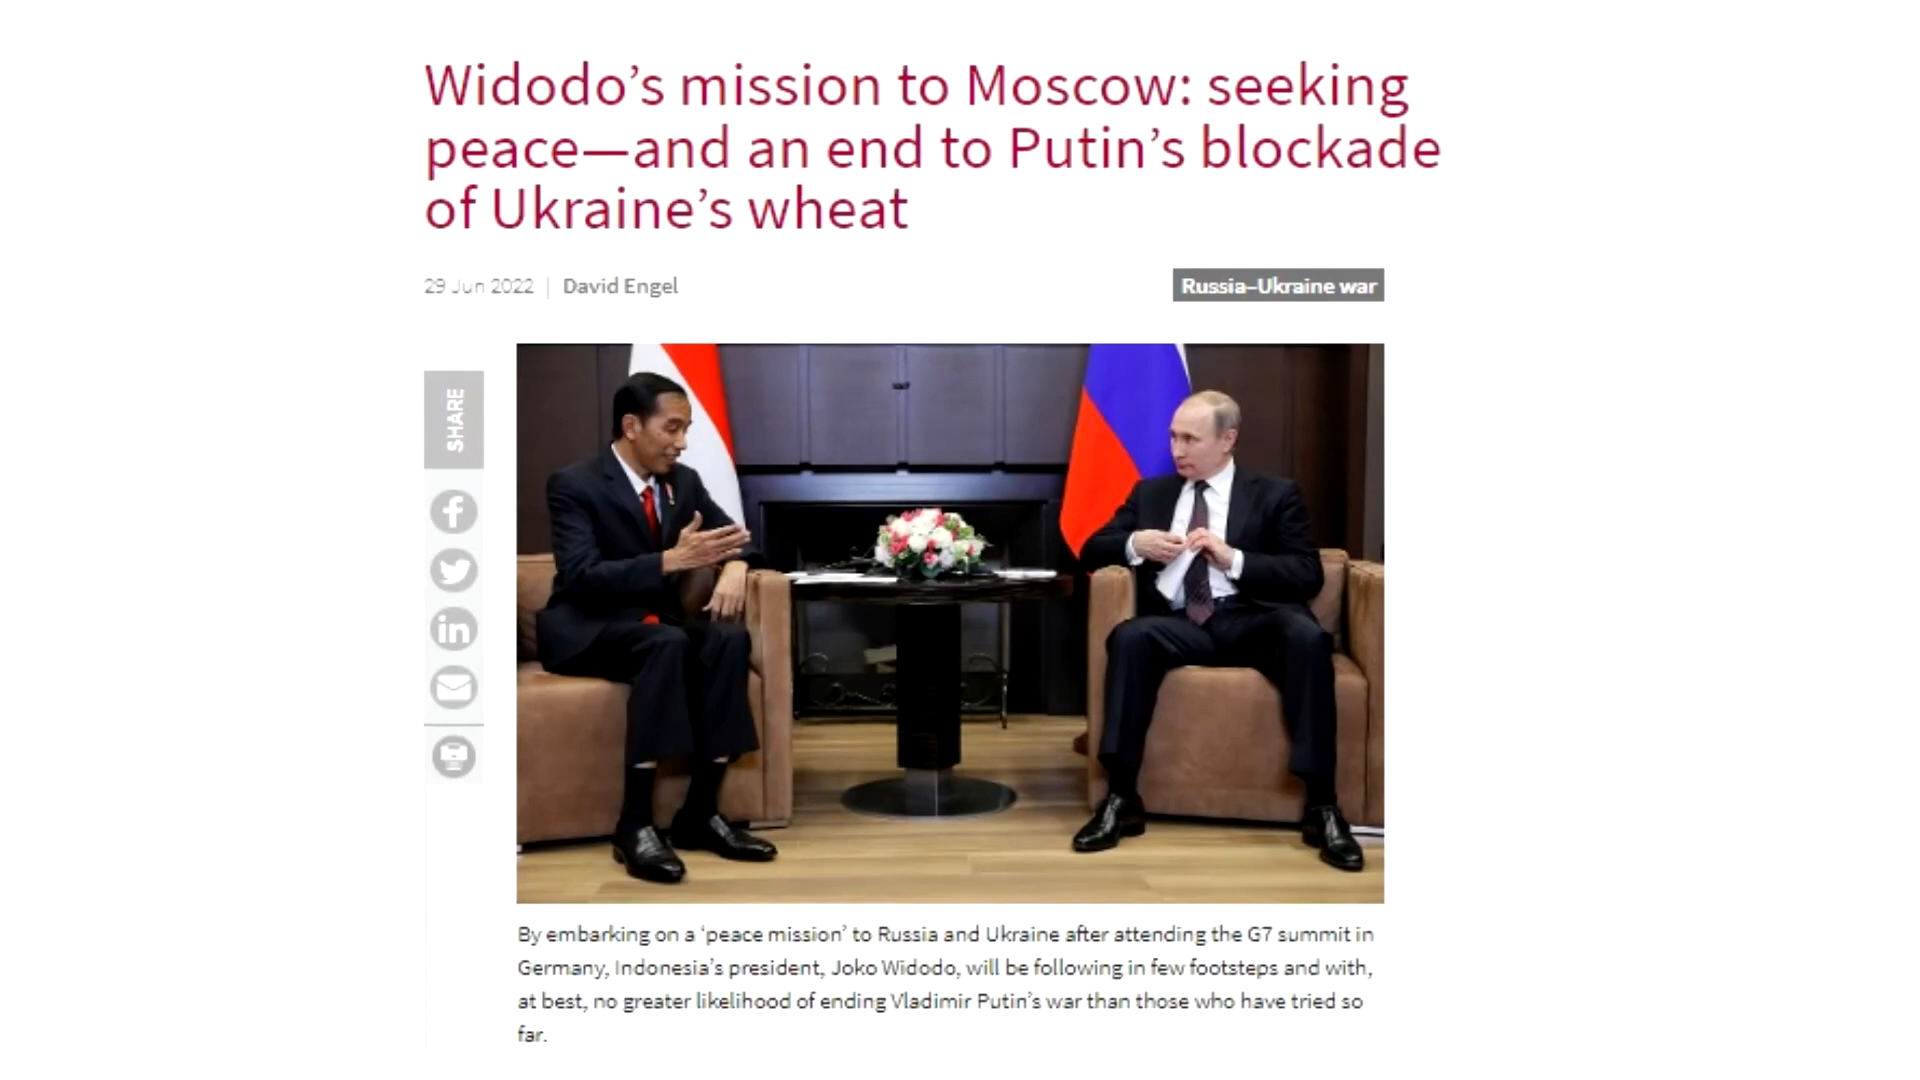 Widodo’s mission to Moscow: seeking
peace—and an end to Putin’s blockade
of Ukraine’s wheat
29 Jun 2022 | David Engel
Russia–Ukraine war
SHARE
f
in
By embarking on a ‘peace mission’ to Russia and Ukraine after attending the G7 summit in
Germany, Indonesia’s president, Joko Widodo, will be following in few footsteps and with,
at best, no greater likelihood of ending Vladimir Putin’s war than those who have tried so
far.